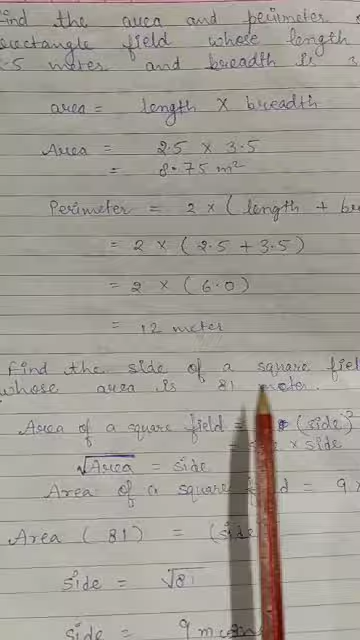 Find the area and perimeter
rectangle field whose length
.5 meter and breadth is 3
area = length × breadth
Area = 2.5 × 3.5
= 8.75 m²
Perimeter = 2 × (length +
= 2 × (2.5 + 3.5)
= 2 × (6.0)
= 12 meter
Find the side of a square
whose area is 81 meter.
Area of a square field = (side)²
× side
√Area = side
Area of a square = 9
Area (81) = (side
side = √81
side = 9